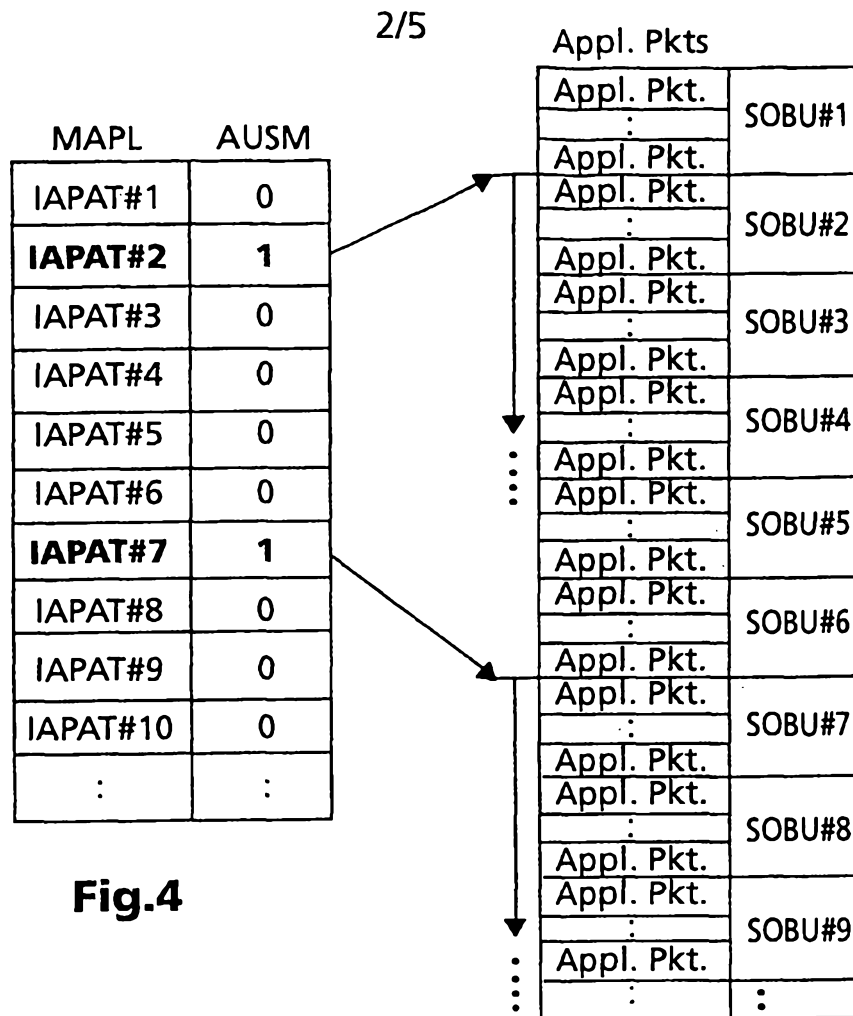 2/5
MAPL AUSM
IAPAT#1 0
IAPAT#2 1
IAPAT#3 0
IAPAT#4 0
IAPAT#5 0
IAPAT#6 0
IAPAT#7 1
IAPAT#8 0
IAPAT#9 0
IAPAT#10 0
: :
Fig.4
Appl. Pkts
Appl. Pkt.
: SOBU#1
Appl. Pkt.
Appl. Pkt.
: SOBU#2
Appl. Pkt.
Appl. Pkt.
: SOBU#3
Appl. Pkt.
Appl. Pkt.
: SOBU#4
Appl. Pkt.
Appl. Pkt.
: SOBU#5
Appl. Pkt.
Appl. Pkt.
: SOBU#6
Appl. Pkt.
Appl. Pkt.
: SOBU#7
Appl. Pkt.
Appl. Pkt.
: SOBU#8
Appl. Pkt.
Appl. Pkt.
: SOBU#9
Appl. Pkt.
: :